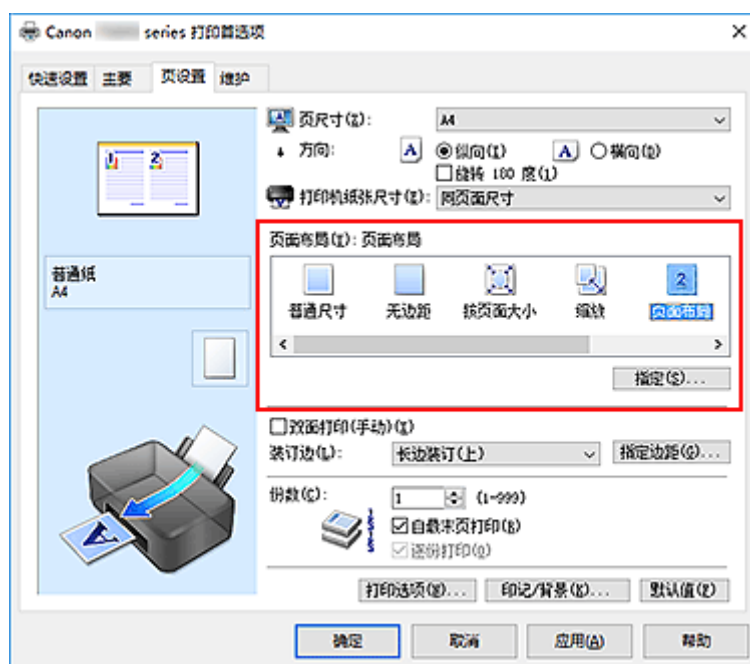 Canon series 打印首选项
快速设置 主要 页设置 维护
页尺寸(Z): A4
方向: A 纵向(T) A 横向(D)
旋转 180 度(1)
打印机纸张尺寸(E): 同页面尺寸
页面布局(Y): 页面布局
普通尺寸 无边距 按页面大小 缩放 页面布局
指定(S)...
普通纸
A4
双面打印(手动)(X)
装订边(L): 长边装订(上) 指定边距(G)...
份数(C): 1 (1-999)
自最末页打印(R)
逐份打印(O)
打印选项(N)... 印记/背景(K)... 默认值(F)
确定 取消 应用(A) 帮助